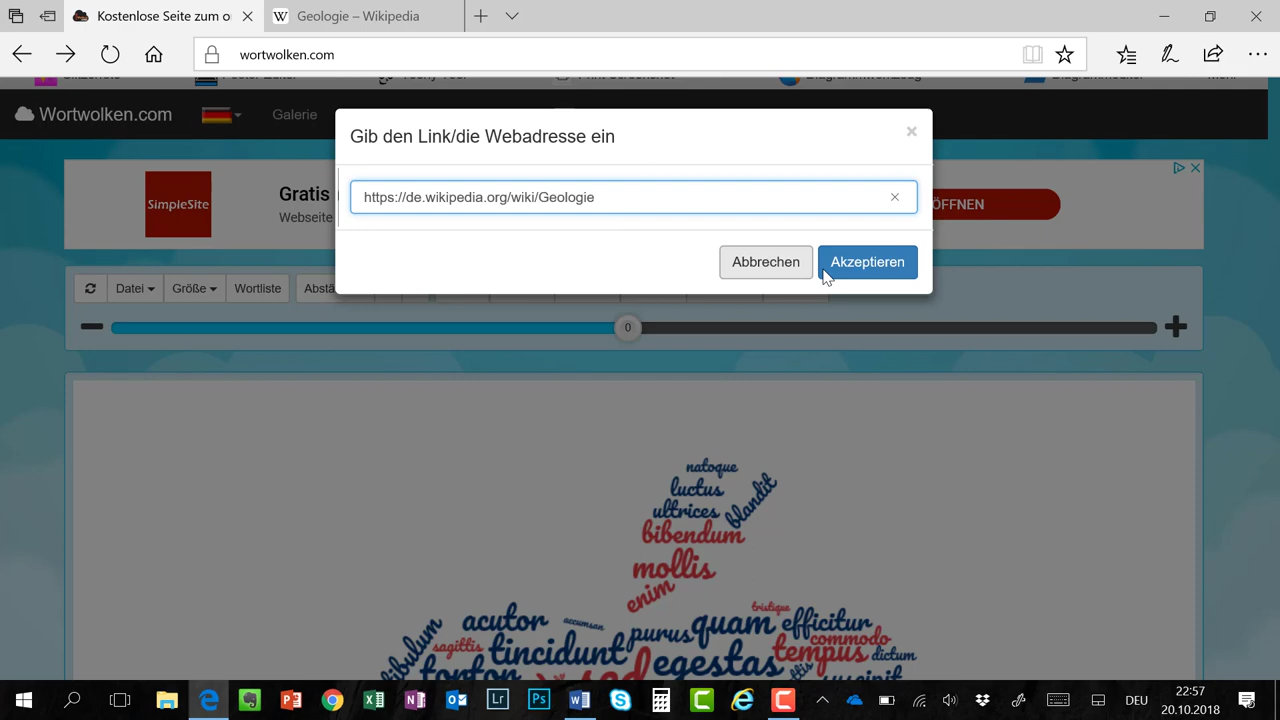 Kostenlose Seite zum o
Geologie – Wikipedia
wortwolken.com
Wortwolken.com
Galerie
Gib den Link/die Webadresse ein
https://de.wikipedia.org/wiki/Geologie
Abbrechen
Akzeptieren
SimpleSite
Gratis
Webseite
ÖFFNEN
Datei
Größe
Wortliste
Abstä
0
natoque
luctus
blandit
ultrices
bibendum
mollis
enim
tristique
acutor
accumsan
purus
quam
efficitur
commodo
sagittis
tincidunt
tempus
dictum
egestas
W
P
X
N
Lr
Ps
W
DEU
22:57
20.10.2018